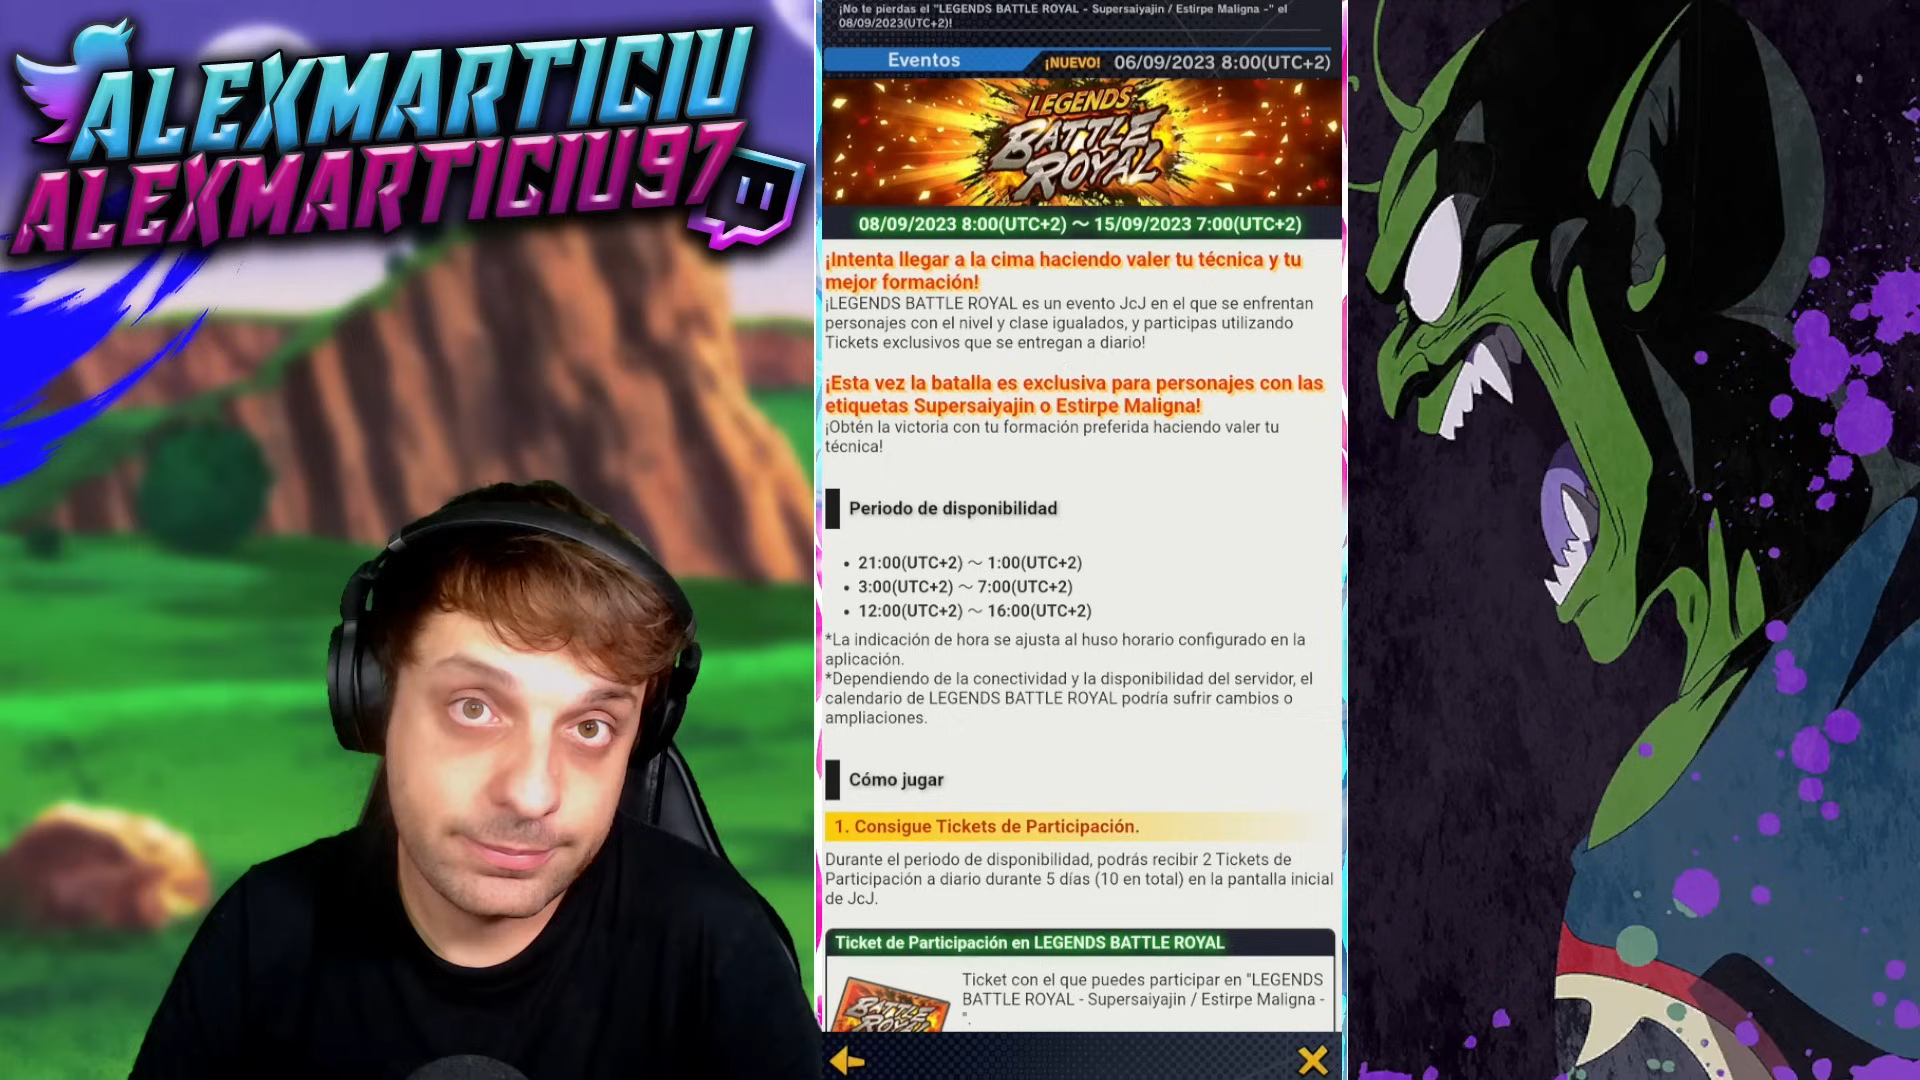 ALEXMARTICIU
ALEXMARTICIU97
¡No te pierdas el "LEGENDS BATTLE ROYAL - Supersaiyajin / Estirpe Maligna -" el
08/09/2023(UTC+2)!
Eventos ¡NUEVO! 06/09/2023 8:00(UTC+2)
LEGENDS
BATTLE
ROYAL
08/09/2023 8:00(UTC+2) ～ 15/09/2023 7:00(UTC+2)
¡Intenta llegar a la cima haciendo valer tu técnica y tu
mejor formación!
¡LEGENDS BATTLE ROYAL es un evento JcJ en el que se enfrentan
personajes con el nivel y clase igualados, y participas utilizando
Tickets exclusivos que se entregan a diario!
¡Esta vez la batalla es exclusiva para personajes con las
etiquetas Supersaiyajin o Estirpe Maligna!
¡Obtén la victoria con tu formación preferida haciendo valer tu
técnica!
Periodo de disponibilidad
• 21:00(UTC+2) ～ 1:00(UTC+2)
• 3:00(UTC+2) ～ 7:00(UTC+2)
• 12:00(UTC+2) ～ 16:00(UTC+2)
*La indicación de hora se ajusta al huso horario configurado en la
aplicación.
*Dependiendo de la conectividad y la disponibilidad del servidor, el
calendario de LEGENDS BATTLE ROYAL podría sufrir cambios o
ampliaciones.
Cómo jugar
1. Consigue Tickets de Participación.
Durante el periodo de disponibilidad, podrás recibir 2 Tickets de
Participación a diario durante 5 días (10 en total) en la pantalla inicial
de JcJ.
Ticket de Participación en LEGENDS BATTLE ROYAL
Ticket con el que puedes participar en "LEGENDS
BATTLE ROYAL - Supersaiyajin / Estirpe Maligna -
".
BATTLE
ROYAL